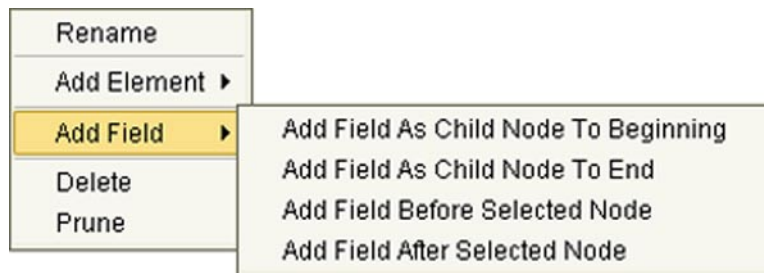 Rename
Add Element
Add Field
Delete
Prune
Add Field As Child Node To Beginning
Add Field As Child Node To End
Add Field Before Selected Node
Add Field After Selected Node